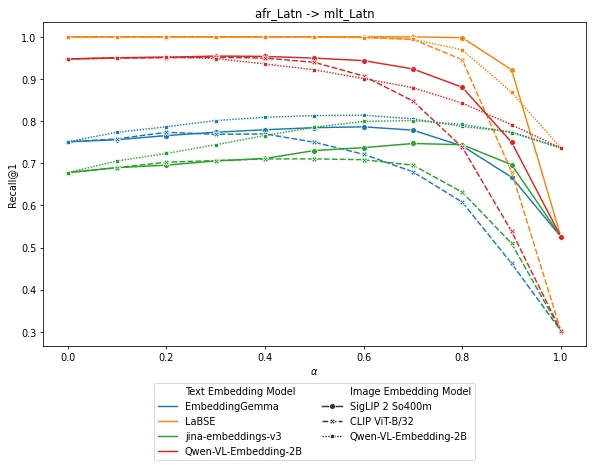 afr_Latn -> mlt_Latn
Recall@1
1.0
0.9
0.8
0.7
0.6
0.5
0.4
0.3
0.0 0.2 0.4 0.6 0.8 1.0
α
Text Embedding Model Image Embedding Model
EmbeddingGemma SigLIP 2 So400m
LaBSE CLIP ViT-B/32
jina-embeddings-v3 Qwen-VL-Embedding-2B
Qwen-VL-Embedding-2B